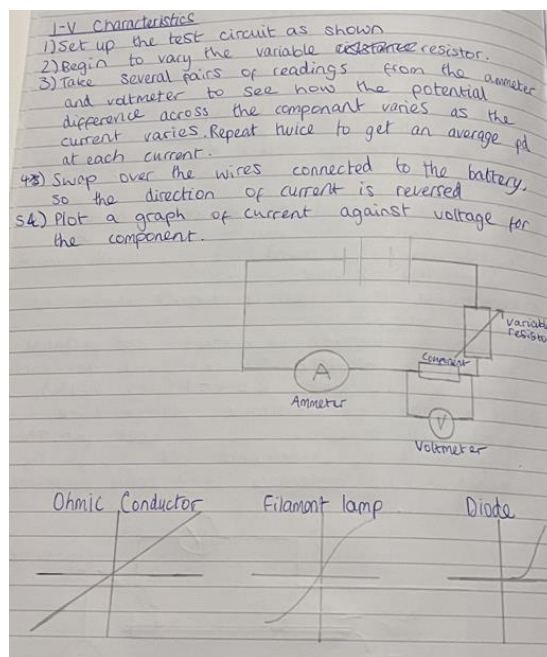 I-V Characteristics
1) Set up the test circuit as shown
2) Begin to vary the variable resistor.
3) Take several pairs of readings from the ammeter
and voltmeter to see how the potential
difference across the componant varies as the
current varies. Repeat twice to get an average pd
at each current.
4) Swap over the wires connected to the battery,
so the direction of current is reversed
5) Plot a graph of current against voltage for
the component.
variabl
resisto
Component
A
Ammeter
V
Voltmeter
Ohmic Conductor
Filament lamp
Diode